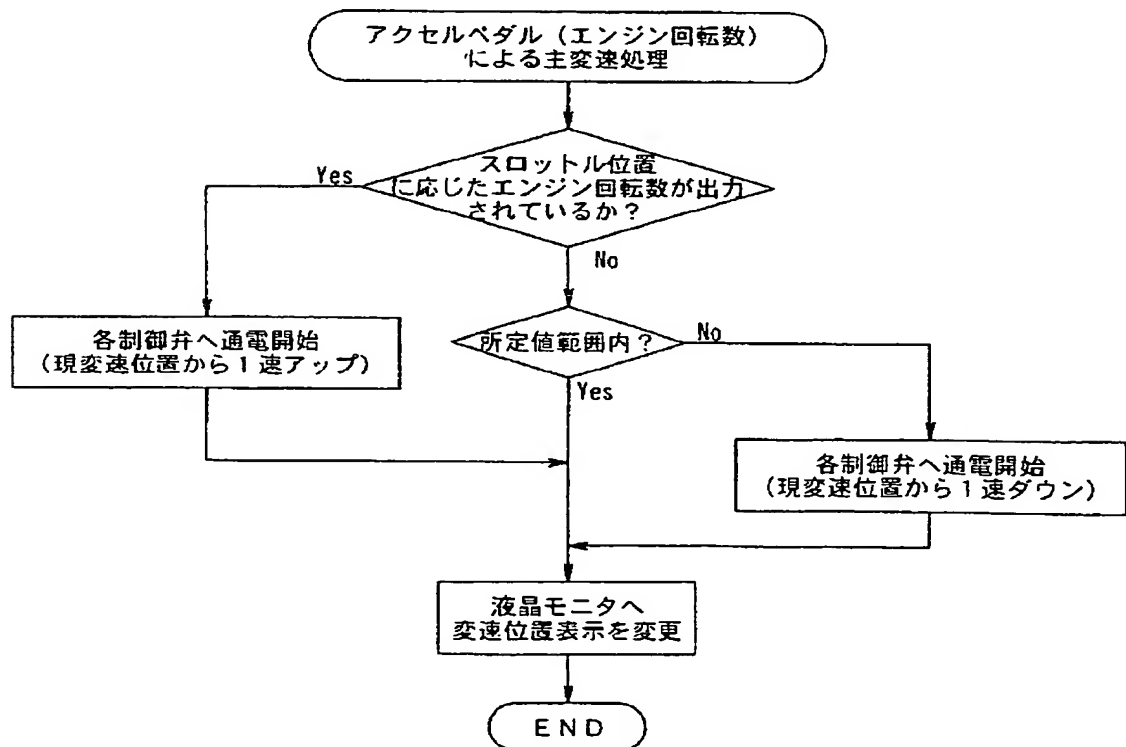 アクセルペダル（エンジン回転数）
による主変速処理
スロットル位置
に応じたエンジン回転数が出力
されているか？
Yes
No
各制御弁へ通電開始
（現変速位置から１速アップ）
所定値範囲内？
No
Yes
各制御弁へ通電開始
（現変速位置から１速ダウン）
液晶モニタへ
変速位置表示を変更
ＥＮＤ